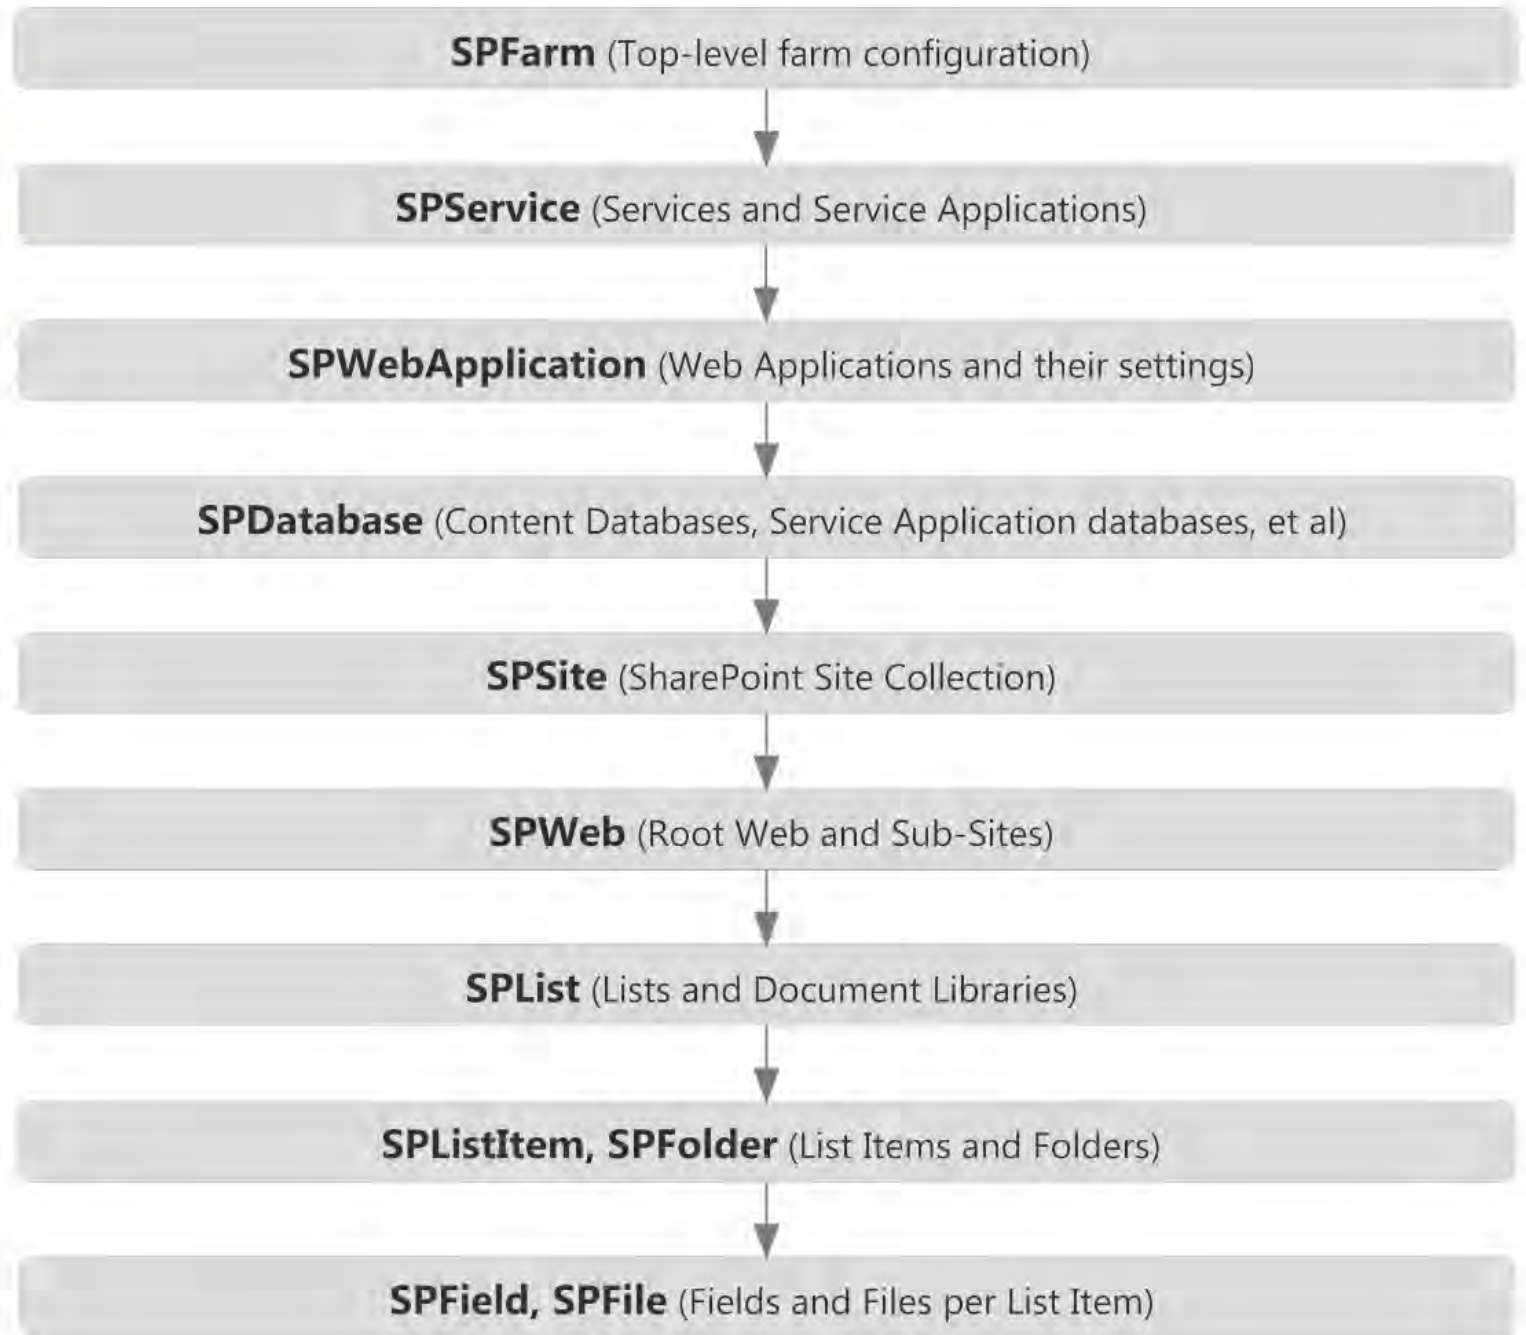 SPFarm (Top-level farm configuration)
SPService (Services and Service Applications)
SPWebApplication (Web Applications and their settings)
SPDatabase (Content Databases, Service Application databases, et al)
SPSite (SharePoint Site Collection)
SPWeb (Root Web and Sub-Sites)
SPList (Lists and Document Libraries)
SPListItem, SPFolder (List Items and Folders)
SPField, SPFile (Fields and Files per List Item)